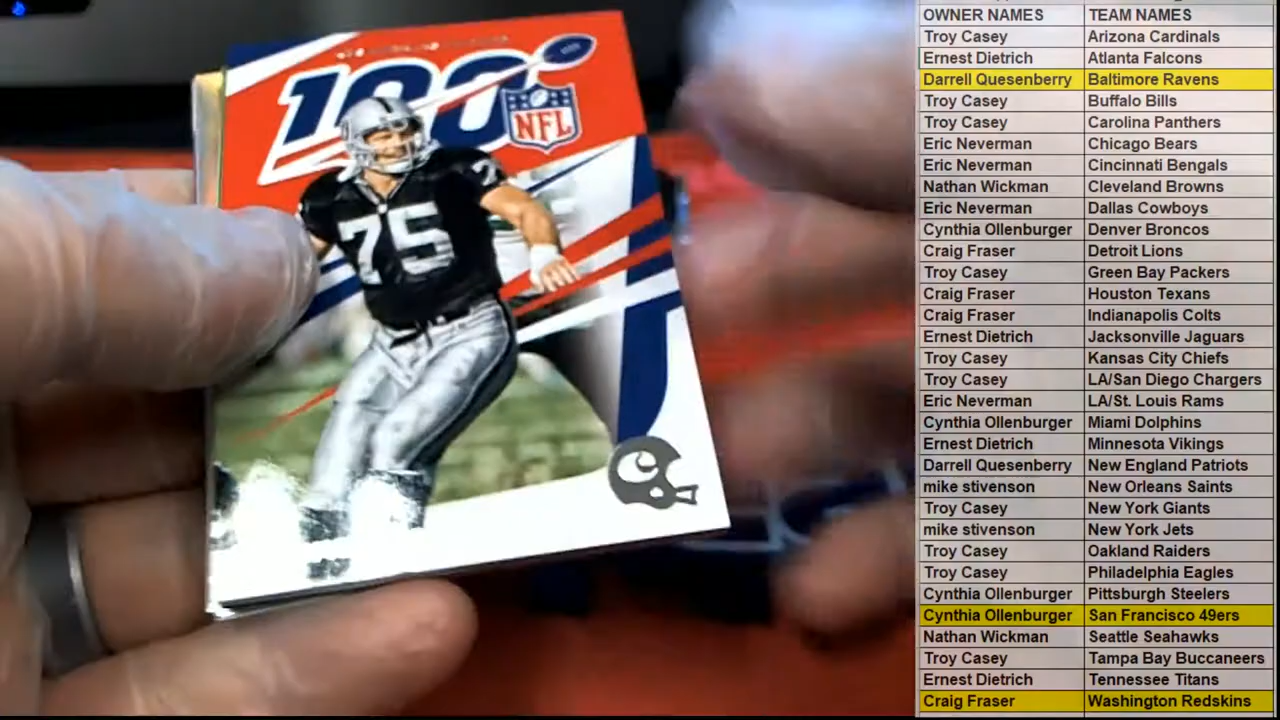 100
NFL
75
75
OWNER NAMES TEAM NAMES
Troy Casey Arizona Cardinals
Ernest Dietrich Atlanta Falcons
Darrell Quesenberry Baltimore Ravens
Troy Casey Buffalo Bills
Troy Casey Carolina Panthers
Eric Neverman Chicago Bears
Eric Neverman Cincinnati Bengals
Nathan Wickman Cleveland Browns
Eric Neverman Dallas Cowboys
Cynthia Ollenburger Denver Broncos
Craig Fraser Detroit Lions
Troy Casey Green Bay Packers
Craig Fraser Houston Texans
Craig Fraser Indianapolis Colts
Ernest Dietrich Jacksonville Jaguars
Troy Casey Kansas City Chiefs
Troy Casey LA/San Diego Chargers
Eric Neverman LA/St. Louis Rams
Cynthia Ollenburger Miami Dolphins
Ernest Dietrich Minnesota Vikings
Darrell Quesenberry New England Patriots
mike stivenson New Orleans Saints
Troy Casey New York Giants
mike stivenson New York Jets
Troy Casey Oakland Raiders
Troy Casey Philadelphia Eagles
Cynthia Ollenburger Pittsburgh Steelers
Cynthia Ollenburger San Francisco 49ers
Nathan Wickman Seattle Seahawks
Troy Casey Tampa Bay Buccaneers
Ernest Dietrich Tennessee Titans
Craig Fraser Washington Redskins